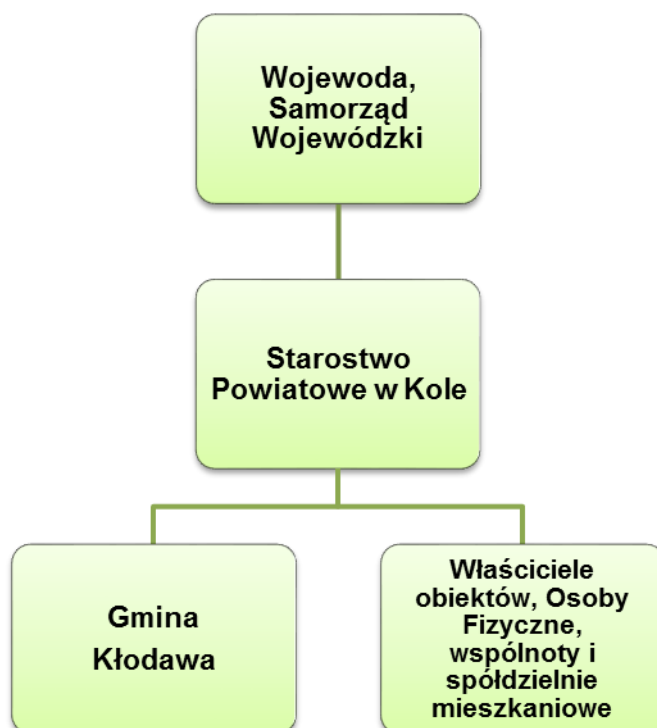 Wojewoda,
Samorząd
Wojewódzki
Starostwo
Powiatowe w Kole
Gmina
Kłodawa
Właściciele
obiektów, Osoby
Fizyczne,
wspólnoty i
spółdzielnie
mieszkaniowe